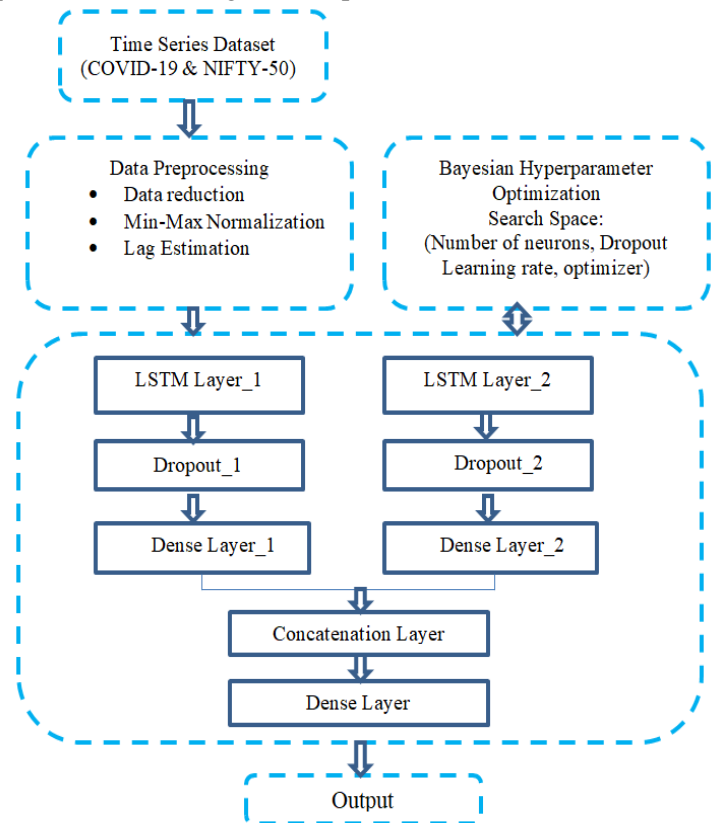 Time Series Dataset
(COVID-19 & NIFTY-50)
Data Preprocessing
• Data reduction
• Min-Max Normalization
• Lag Estimation
Bayesian Hyperparameter
Optimization
Search Space:
(Number of neurons, Dropout
Learning rate, optimizer)
LSTM Layer_1
LSTM Layer_2
Dropout_1
Dropout_2
Dense Layer_1
Dense Layer_2
Concatenation Layer
Dense Layer
Output